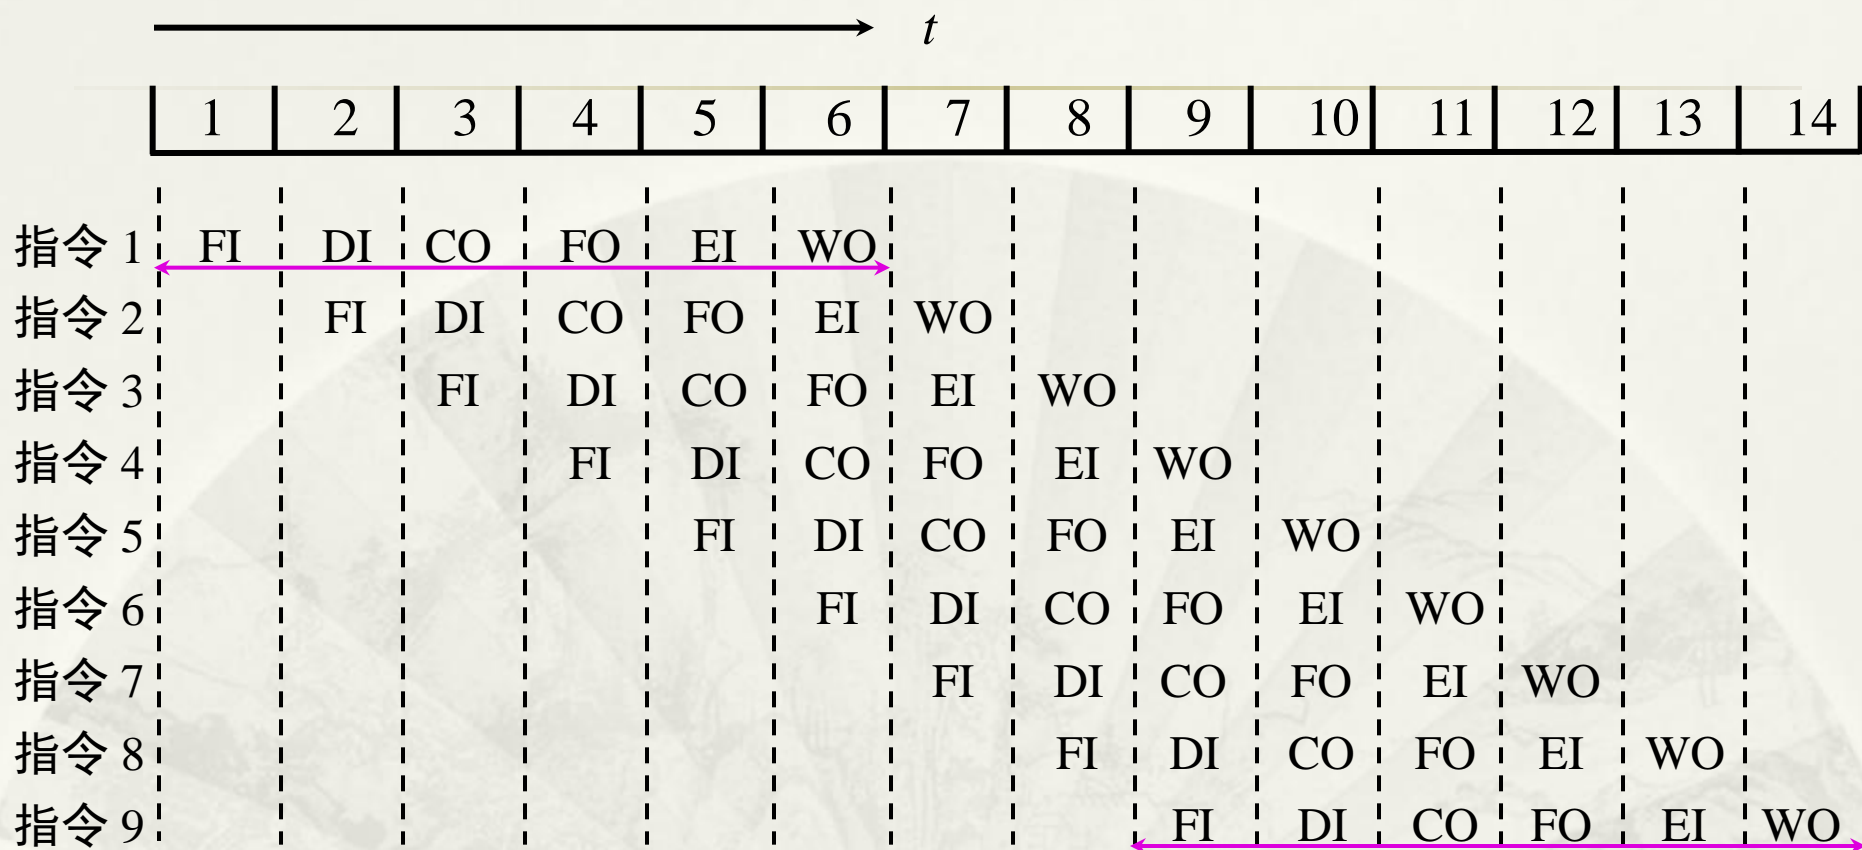 t
1 2 3 4 5 6 7 8 9 10 11 12 13 14
指令 1 FI DI CO FO EI WO
指令 2 FI DI CO FO EI WO
指令 3 FI DI CO FO EI WO
指令 4 FI DI CO FO EI WO
指令 5 FI DI CO FO EI WO
指令 6 FI DI CO FO EI WO
指令 7 FI DI CO FO EI WO
指令 8 FI DI CO FO EI WO
指令 9 FI DI CO FO EI WO